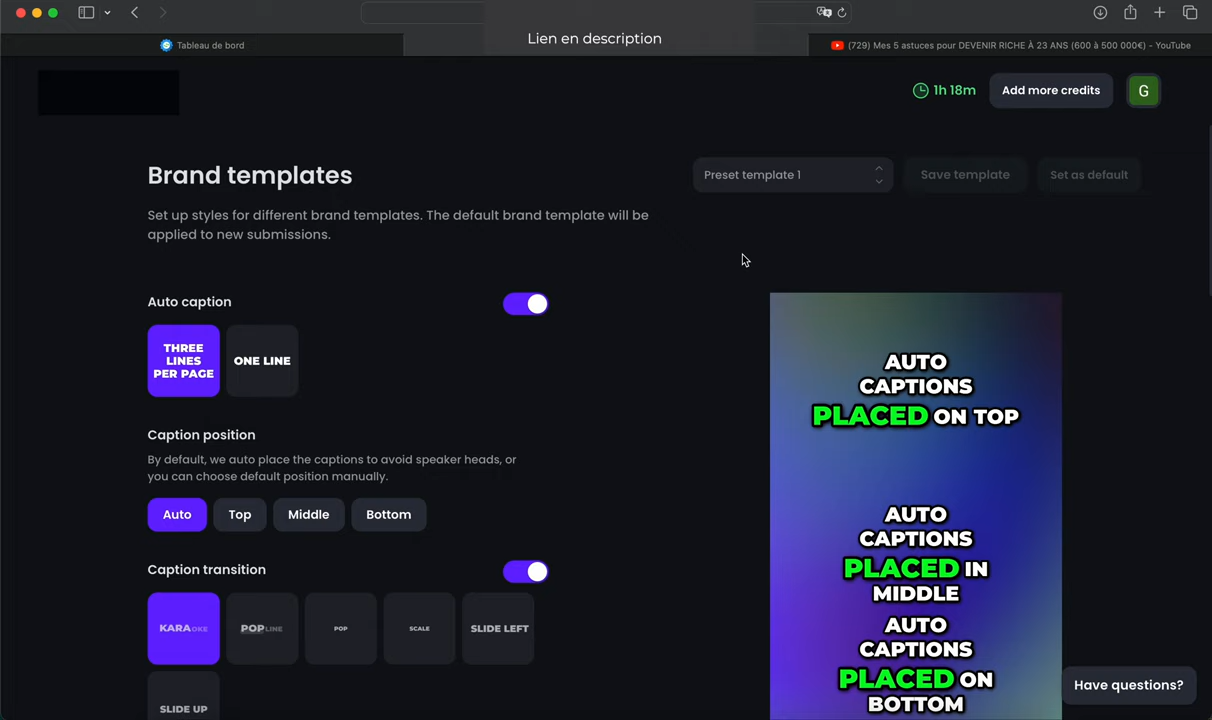 Lien en description
Tableau de bord
(729) Mes 5 astuces pour DEVENIR RICHE À 23 ANS (600 à 500 000€) - YouTube
1h 18m
Add more credits
G
Brand templates
Preset template 1
Save template
Set as default
Set up styles for different brand templates. The default brand template will be
applied to new submissions.
Auto caption
THREE
LINES
PER PAGE
ONE LINE
Caption position
By default, we auto place the captions to avoid speaker heads, or
you can choose default position manually.
Auto
Top
Middle
Bottom
Caption transition
KARAOKE
POPLINE
POP
SCALE
SLIDE LEFT
SLIDE UP
AUTO
CAPTIONS
PLACED ON TOP
AUTO
CAPTIONS
PLACED IN
MIDDLE
AUTO
CAPTIONS
PLACED ON
BOTTOM
Have questions?